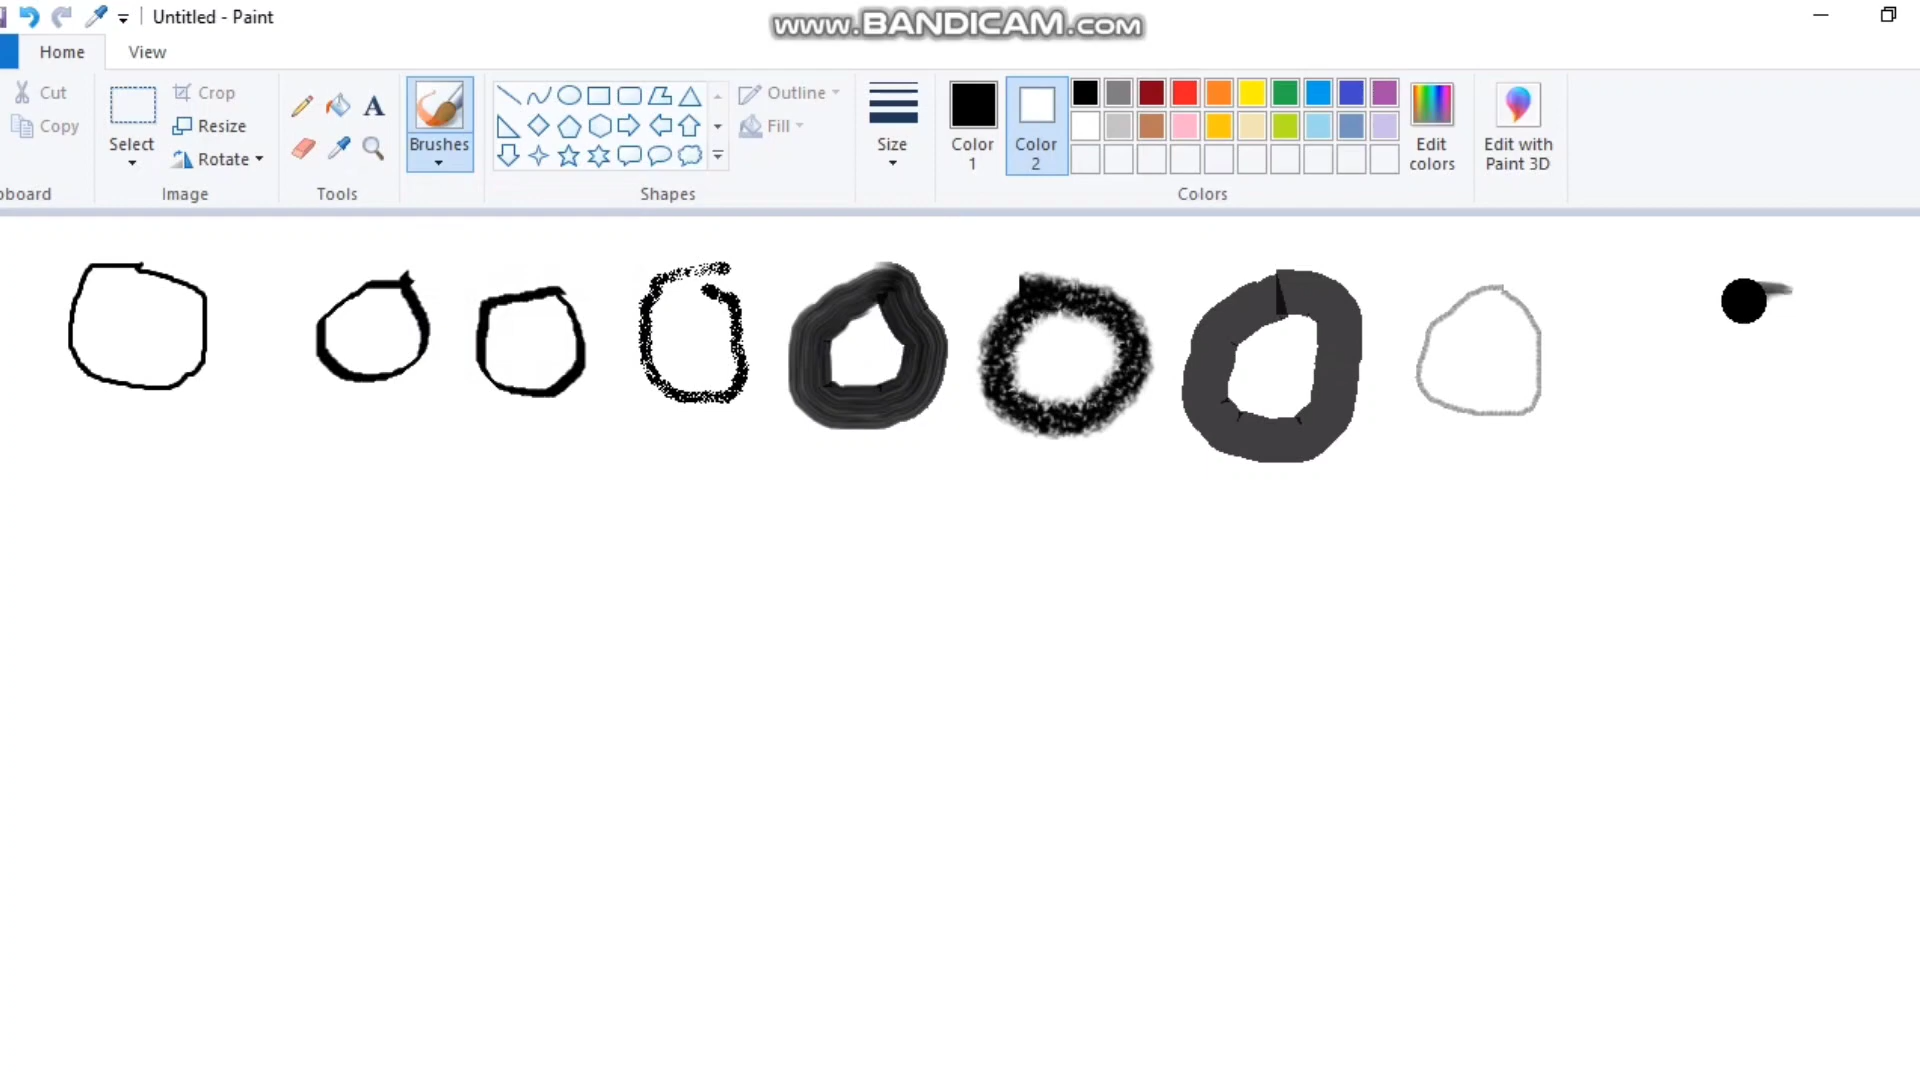 Untitled - Paint
www.BANDICAM.com
Home View
Cut
Copy
Select
Crop
Resize
Rotate
A
Brushes
Outline
Fill
Size
Color 1
Color 2
Edit colors
Edit with Paint 3D
board
Image
Tools
Shapes
Colors